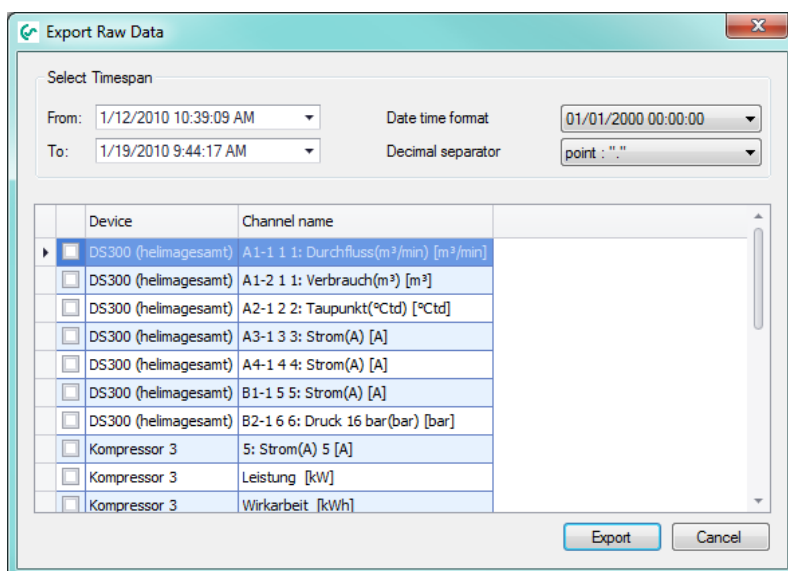 Export Raw Data
Select Timespan
From: 1/12/2010 10:39:09 AM Date time format 01/01/2000 00:00:00
To: 1/19/2010 9:44:17 AM Decimal separator point : "."
Device Channel name
DS300 (helimagesamt) A1-1 1 1: Durchfluss(m³/min) [m³/min]
DS300 (helimagesamt) A1-2 1 1: Verbrauch(m³) [m³]
DS300 (helimagesamt) A2-1 2 2: Taupunkt(°Ctd) [°Ctd]
DS300 (helimagesamt) A3-1 3 3: Strom(A) [A]
DS300 (helimagesamt) A4-1 4 4: Strom(A) [A]
DS300 (helimagesamt) B1-1 5 5: Strom(A) [A]
DS300 (helimagesamt) B2-1 6 6: Druck 16 bar(bar) [bar]
Kompressor 3 5: Strom(A) 5 [A]
Kompressor 3 Leistung [kW]
Kompressor 3 Wirkarbeit [kWh]
Export Cancel